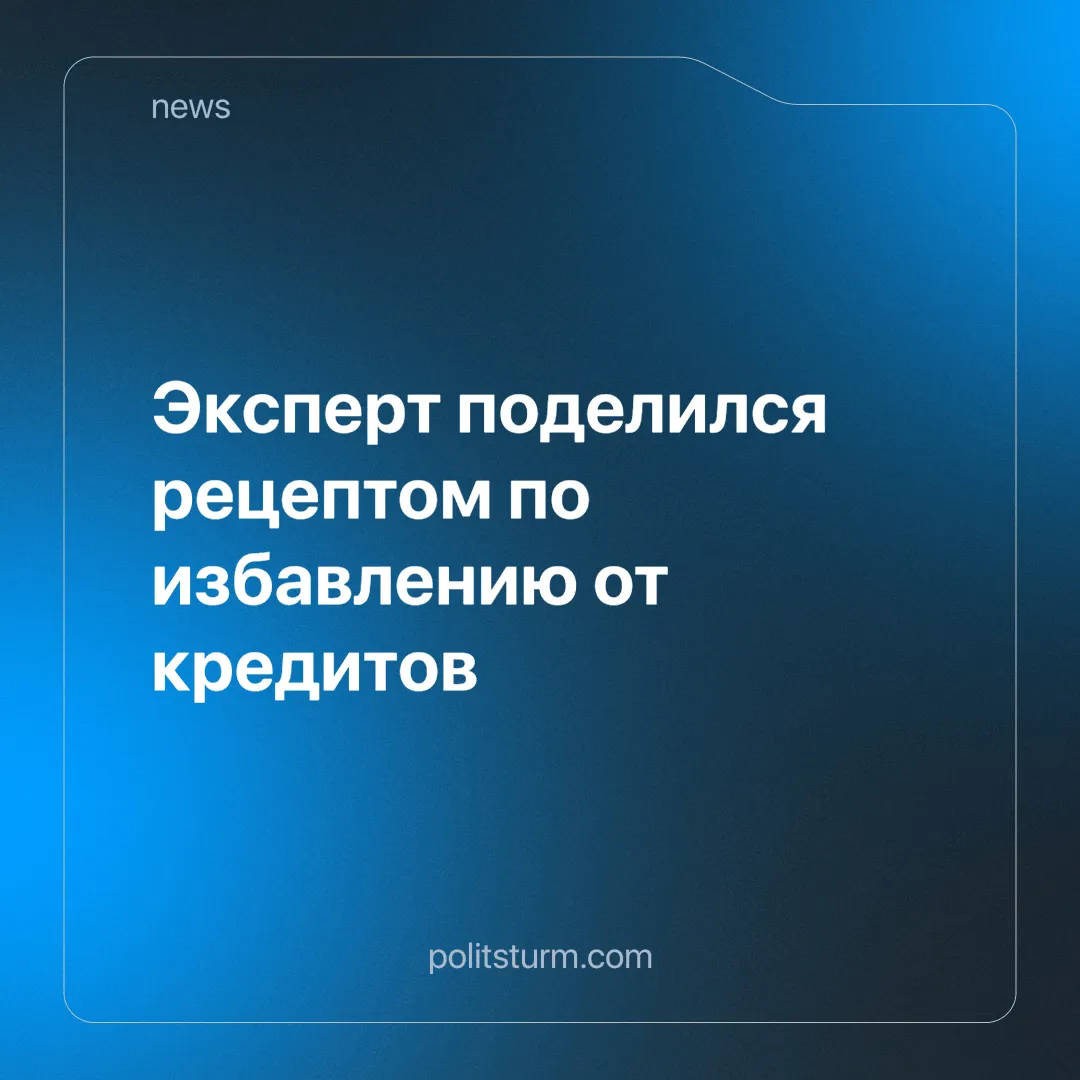 news
Эксперт поделился
рецептом по
избавлению от
кредитов
politsturm.com